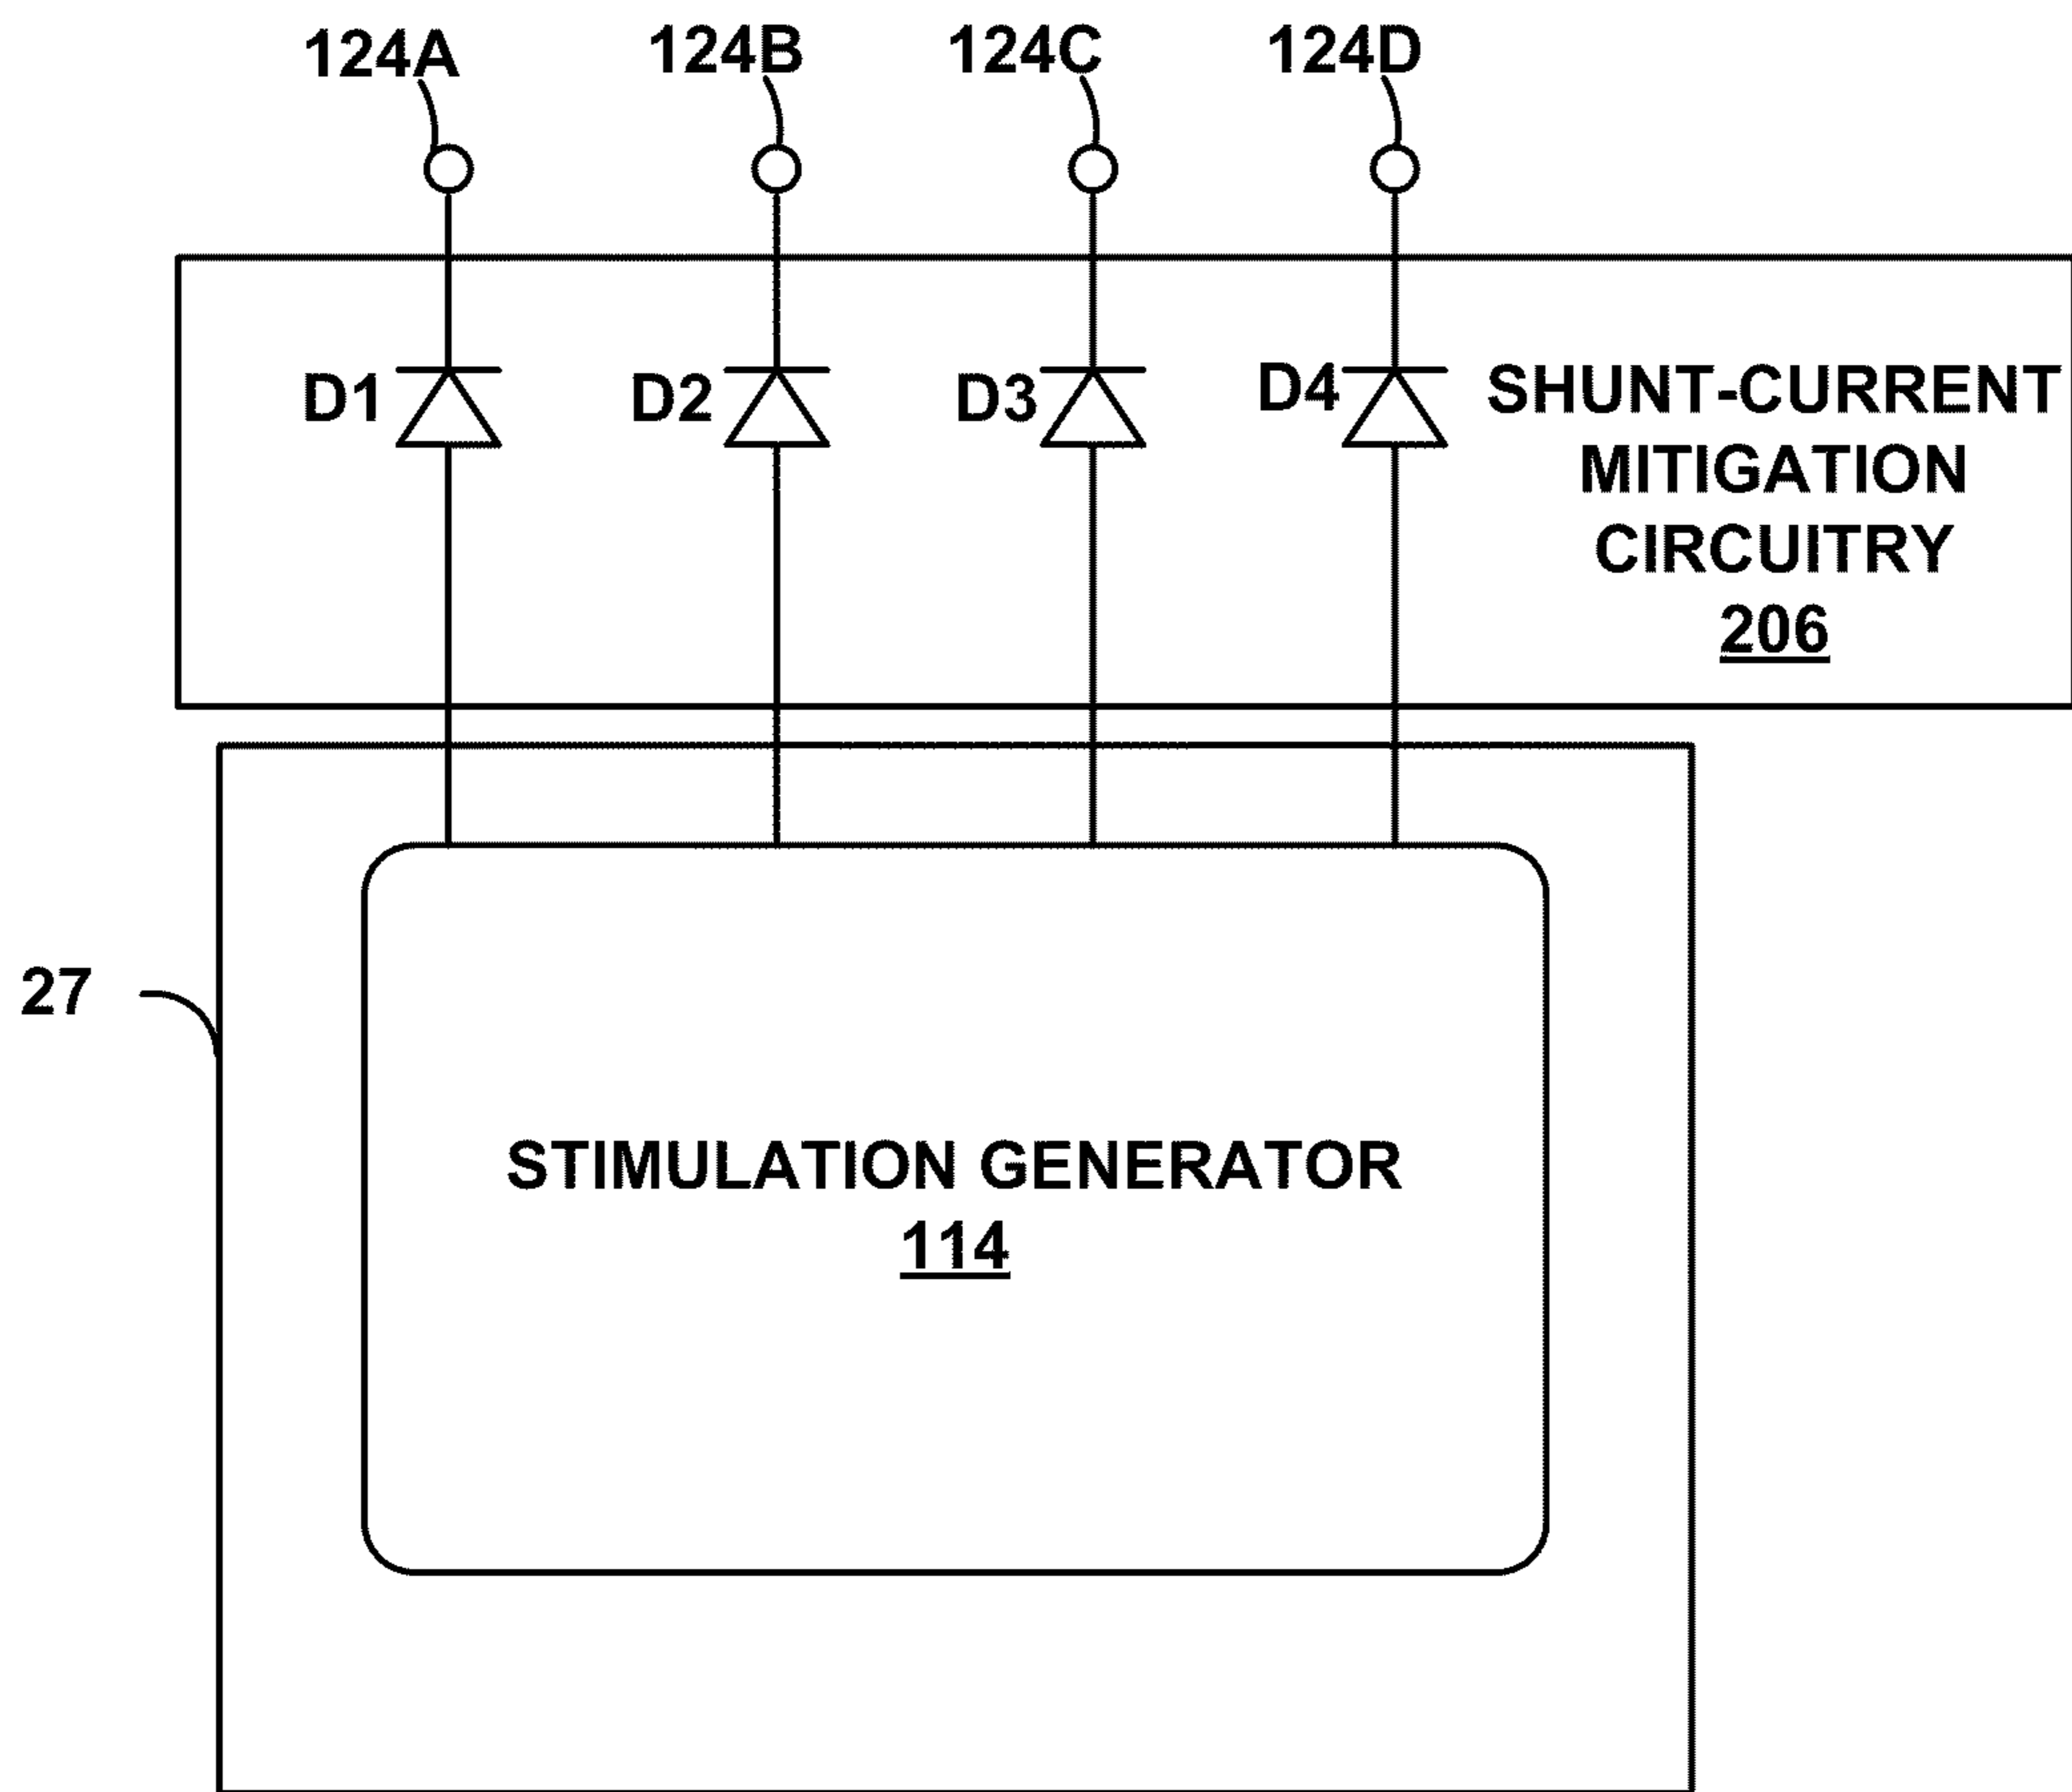 124A 124B 124C 124D
D1 D2 D3 D4 SHUNT-CURRENT
MITIGATION
CIRCUITRY
206
27
STIMULATION GENERATOR
114